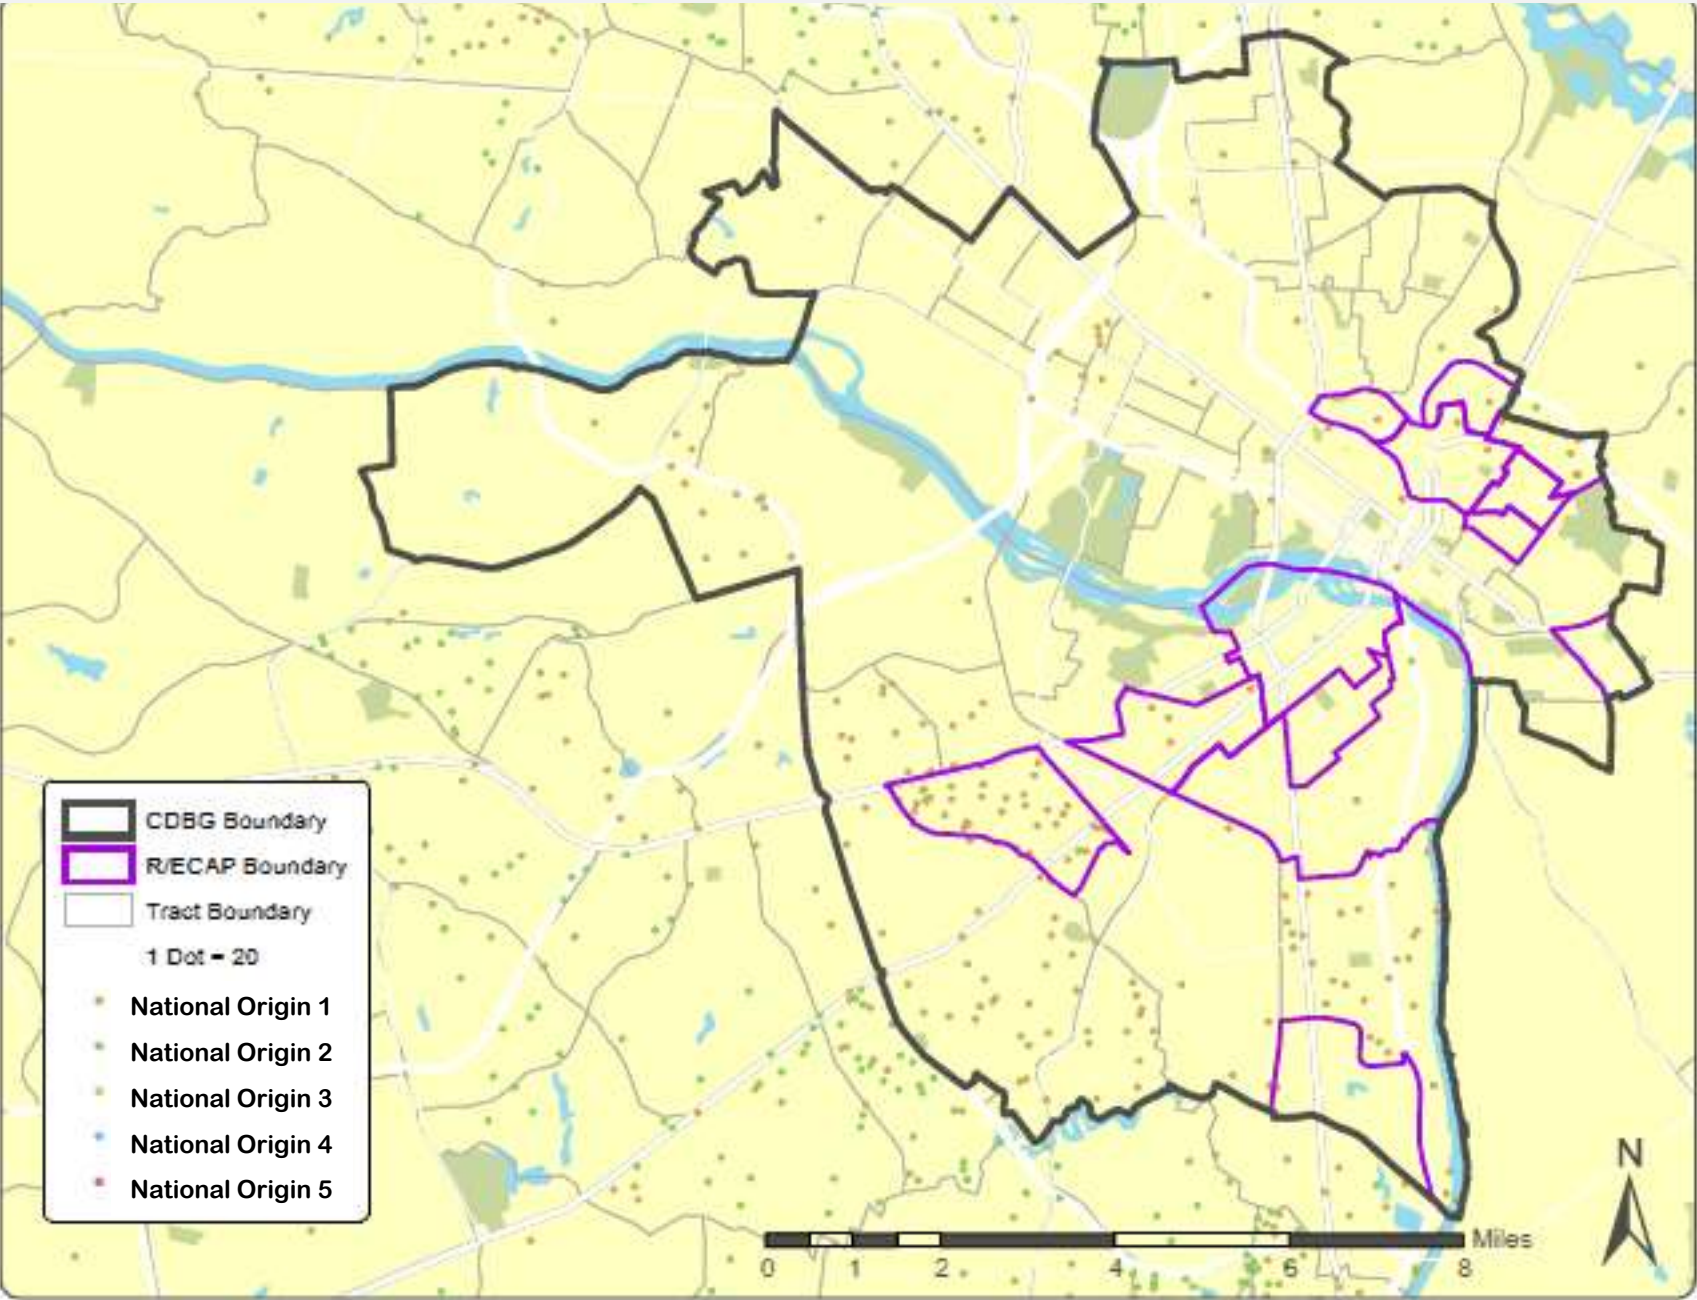 CDBG Boundary
R/ECAP Boundary
Tract Boundary
1 Dot = 20
National Origin 1
National Origin 2
National Origin 3
National Origin 4
National Origin 5
N
Miles
0 1 2 4 6 8